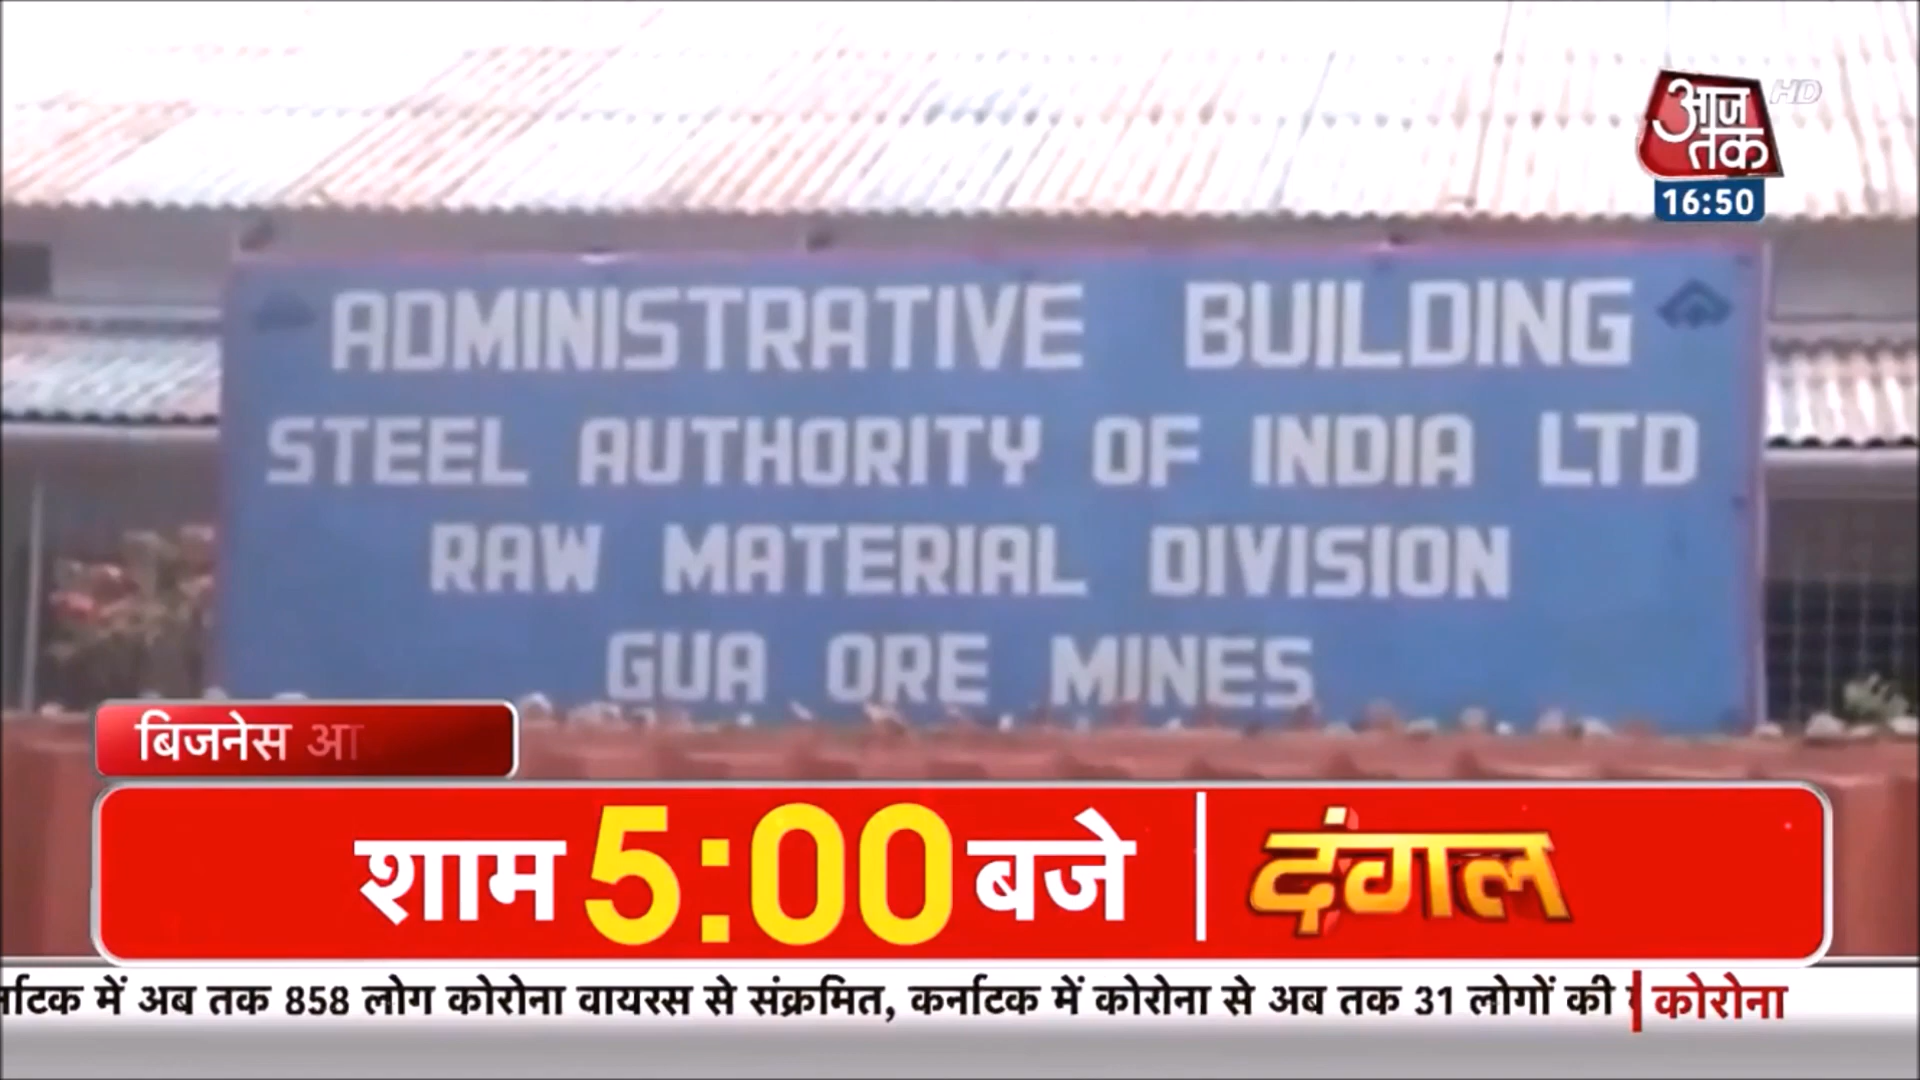 आज तक HD
16:50
ADMINISTRATIVE BUILDING
STEEL AUTHORITY OF INDIA LTD
RAW MATERIAL DIVISION
GUA ORE MINES
बिजनेस
शाम 5:00 बजे | दंगल
में अब तक 858 लोग कोरोना वायरस से संक्रमित, कर्नाटक में कोरोना से अब तक 31 लोगों की
कोरोना